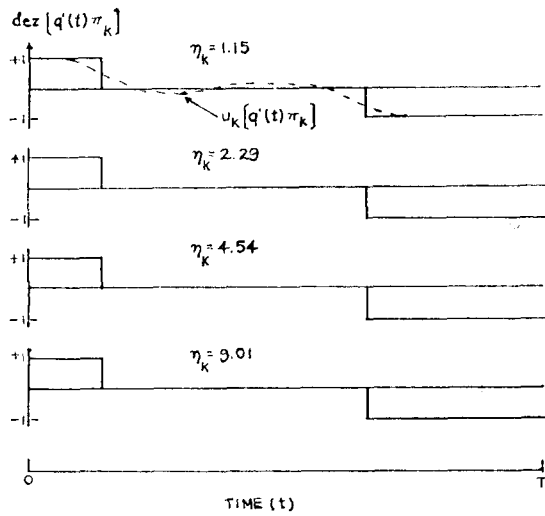 dez [q'(t) π_k]
+1
η_k = 1.15
-1
u_k [q'(t) π_k]
η_k = 2.29
+1
-1
η_k = 4.54
+1
-1
η_k = 9.01
+1
-1
0
T
TIME (t)